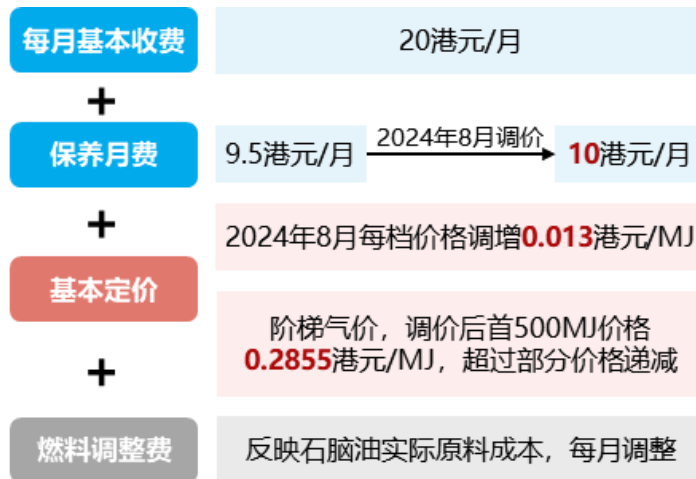 每月基本收费
20港元/月
+
保养月费
9.5港元/月
2024年8月调价
10港元/月
+
2024年8月每档价格调增0.013港元/MJ
基本定价
阶梯气价，调价后首500MJ价格
0.2855港元/MJ，超过部分价格递减
+
燃料调整费
反映石脑油实际原料成本，每月调整